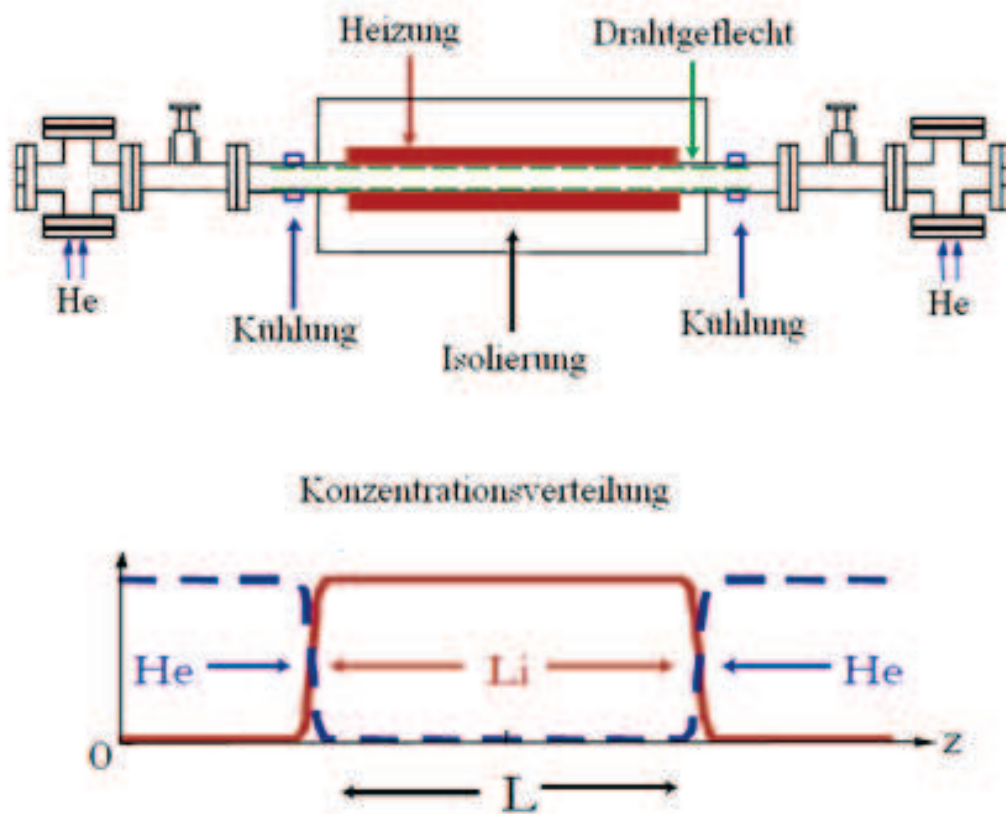 Heizung Drahtgeflecht
He He
Kühlung Kühlung
Isolierung
Konzentrationsverteilung
He Li He
0 z
L